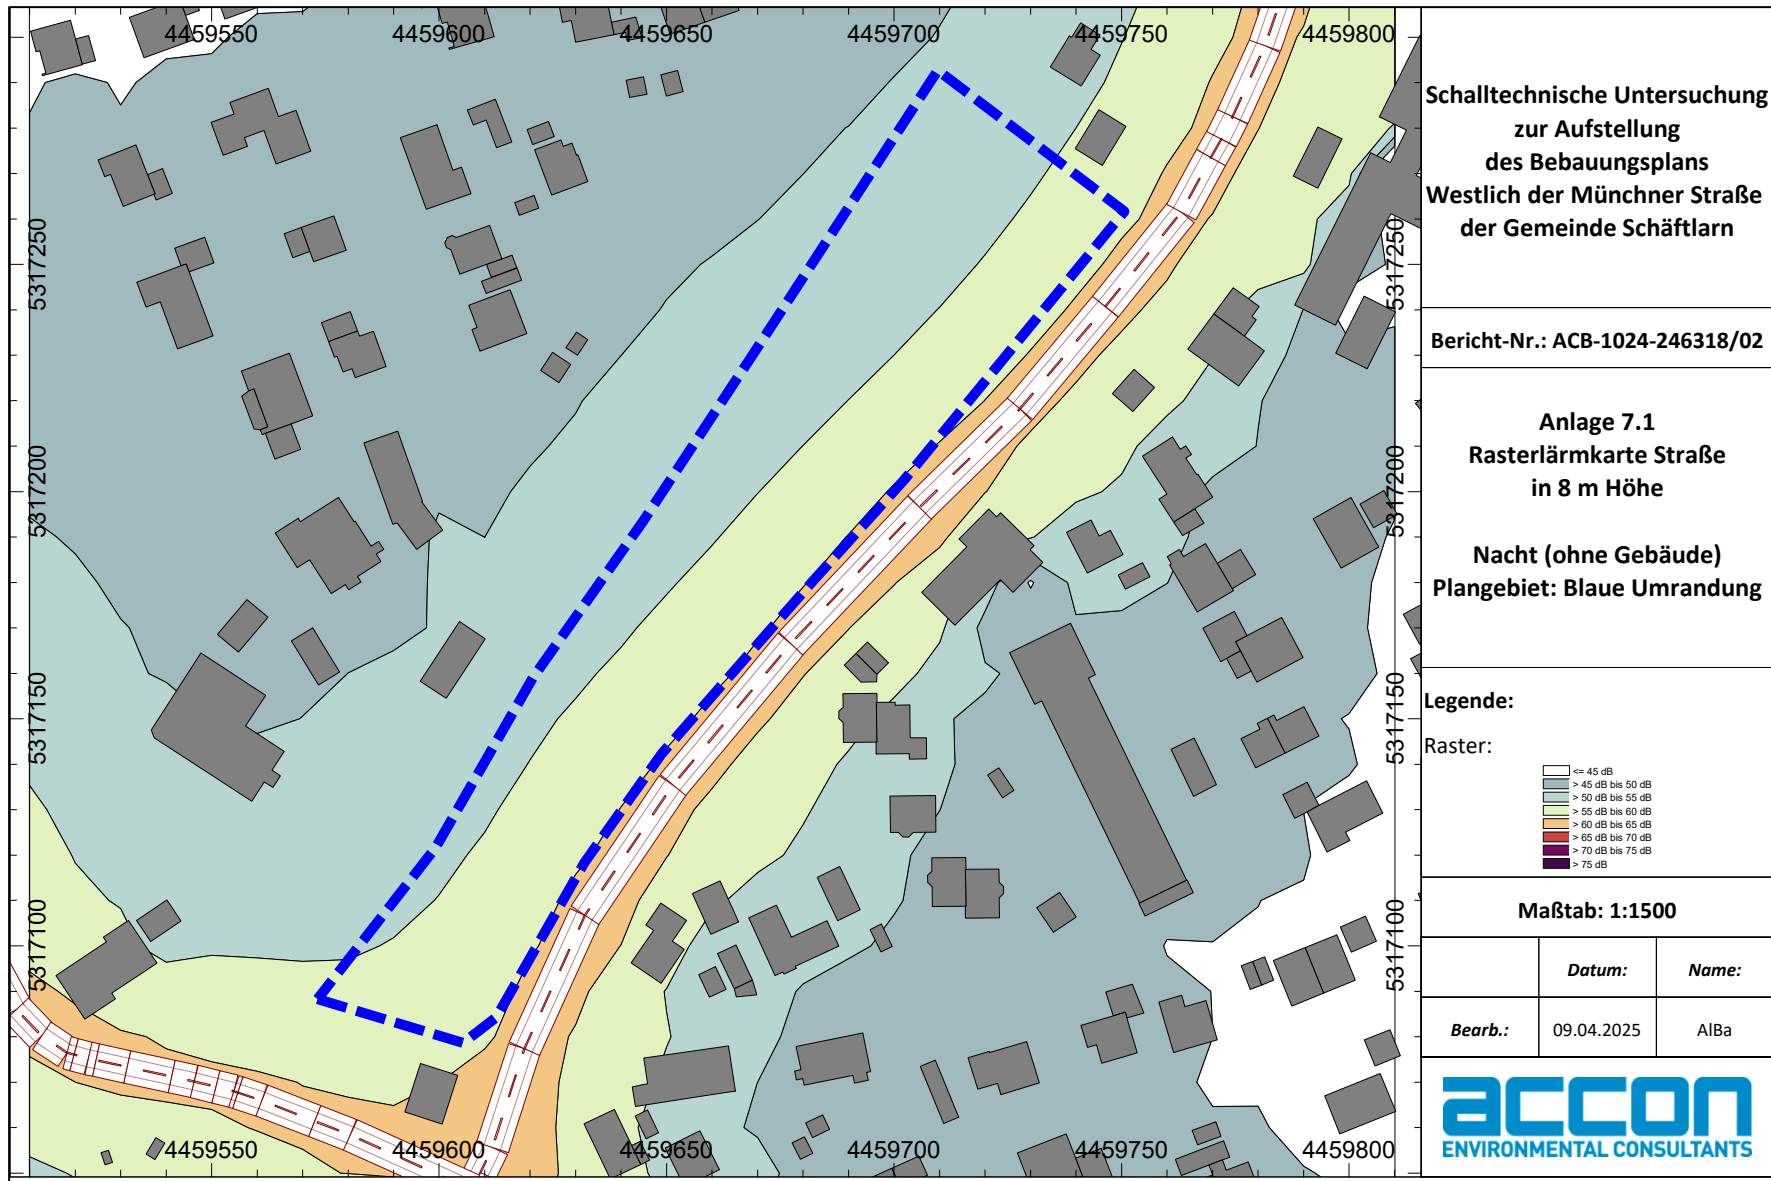 4459550 4459600 4459650 4459700 4459750 4459800
5317250 5317250
5317200 5317200
5317150 5317150
5317100 5317100
4459550 4459600 4459650 4459700 4459750 4459800
Schalltechnische Untersuchung
zur Aufstellung
des Bebauungsplans
Westlich der Münchner Straße
der Gemeinde Schäftlarn
Bericht-Nr.: ACB-1024-246318/02
Anlage 7.1
Rasterlärmkarte Straße
in 8 m Höhe
Nacht (ohne Gebäude)
Plangebiet: Blaue Umrandung
Legende:
Raster:
<= 45 dB
> 45 dB bis 50 dB
> 50 dB bis 55 dB
> 55 dB bis 60 dB
> 60 dB bis 65 dB
> 65 dB bis 70 dB
> 70 dB bis 75 dB
> 75 dB
Maßtab: 1:1500
Datum: Name:
Bearb.: 09.04.2025 AlBa
accon
ENVIRONMENTAL CONSULTANTS